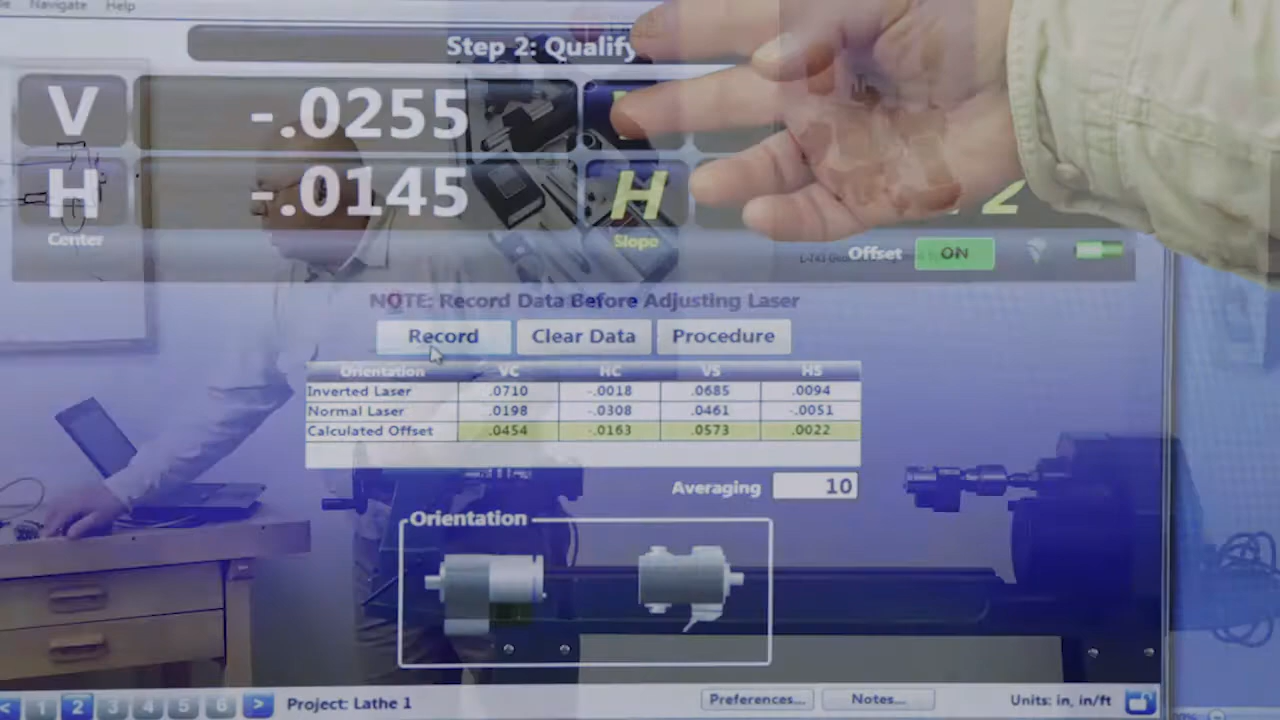 Navigate Help
Step 2: Qualify
V -.0255
H -.0145 H 2
Center Slope
Offset ON
NOTE: Record Data Before Adjusting Laser
Record Clear Data Procedure
Orientation VC HC VS HS
Inverted Laser .0710 -.0018 .0685 .0094
Normal Laser .0198 -.0308 .0461 -.0051
Calculated Offset .0454 -.0163 .0573 .0022
Averaging 10
Orientation
< 1 2 3 4 5 6 > Project: Lathe 1 Preferences... Notes... Units: in, in/ft